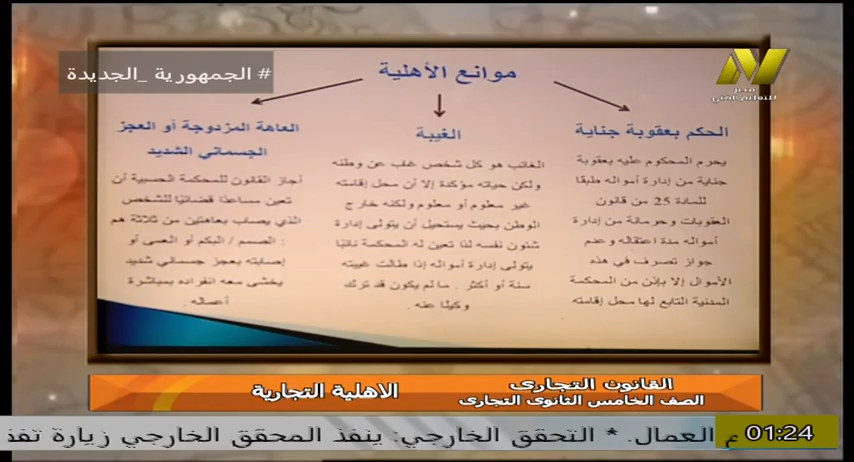 # الجمهورية _الجديدة
مصر
للتعليم الفني
موانع الأهلية
الحكم بعقوبة جناية
يحرم المحكوم عليه بعقوبة
جناية من إدارة أمواله طبقا
للمادة 25 من قانون
العقوبات وحرمانة من إدارة
أمواله مدة اعتقاله وعدم
جواز تصرف في هذه
الأموال إلا بإذن من المحكمة
المدنية التابع لها محل إقامته
الغيبة
الغائب هو كل شخص غاب عن وطنه
ولكن حياته مؤكدة إلا أن محل إقامته
غير معلوم أو معلوم ولكنه خارج
الوطن بحيث يستحيل أن يتولى إدارة
شئون نفسه لذا تعين له المحكمة نائبا
يتولى إدارة أمواله إذا طالت غيبته
سنة أو أكثر . مالم يكون قد ترك
وكيلا عنه .
العاهة المزدوجة أو العجز
الجسماني الشديد
أجاز القانون للمحكمة الحسبية أن
تعين مساعدا قضائيا للشخص
الذي يصاب بعاهتين من ثلاثة هم
: الصمم / البكم أو العمى أو
إصابته بعجز جسماني شديد
يخشى معه انفراده بمباشرة
أعماله .
القانون التجارى
الصف الخامس الثانوى التجارى
الاهلية التجارية
م العمال. * التحقق الخارجي: ينفذ المحقق الخارجي زيارة تفق
01:24